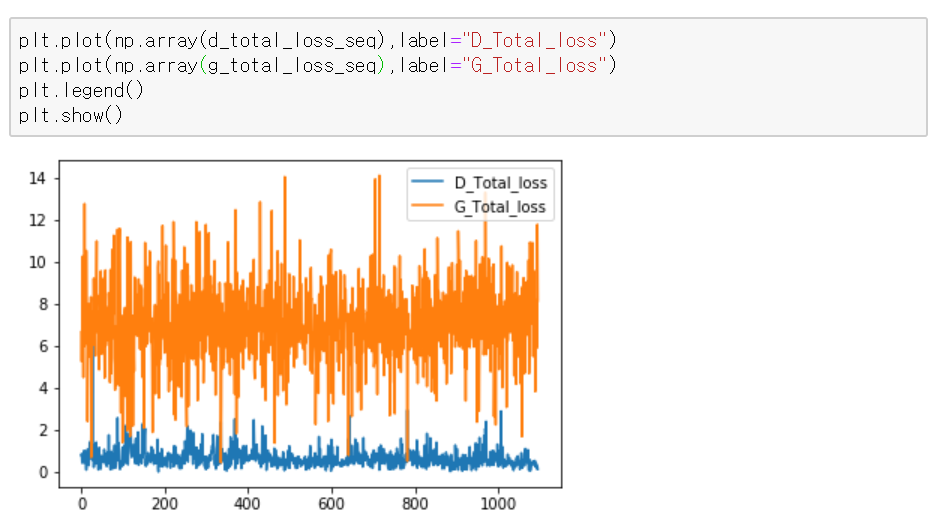 plt.plot(np.array(d_total_loss_seq),label="D_Total_loss")
plt.plot(np.array(g_total_loss_seq),label="G_Total_loss")
plt.legend()
plt.show()
14
12
10
8
6
4
2
0
D_Total_loss
G_Total_loss
0 200 400 600 800 1000